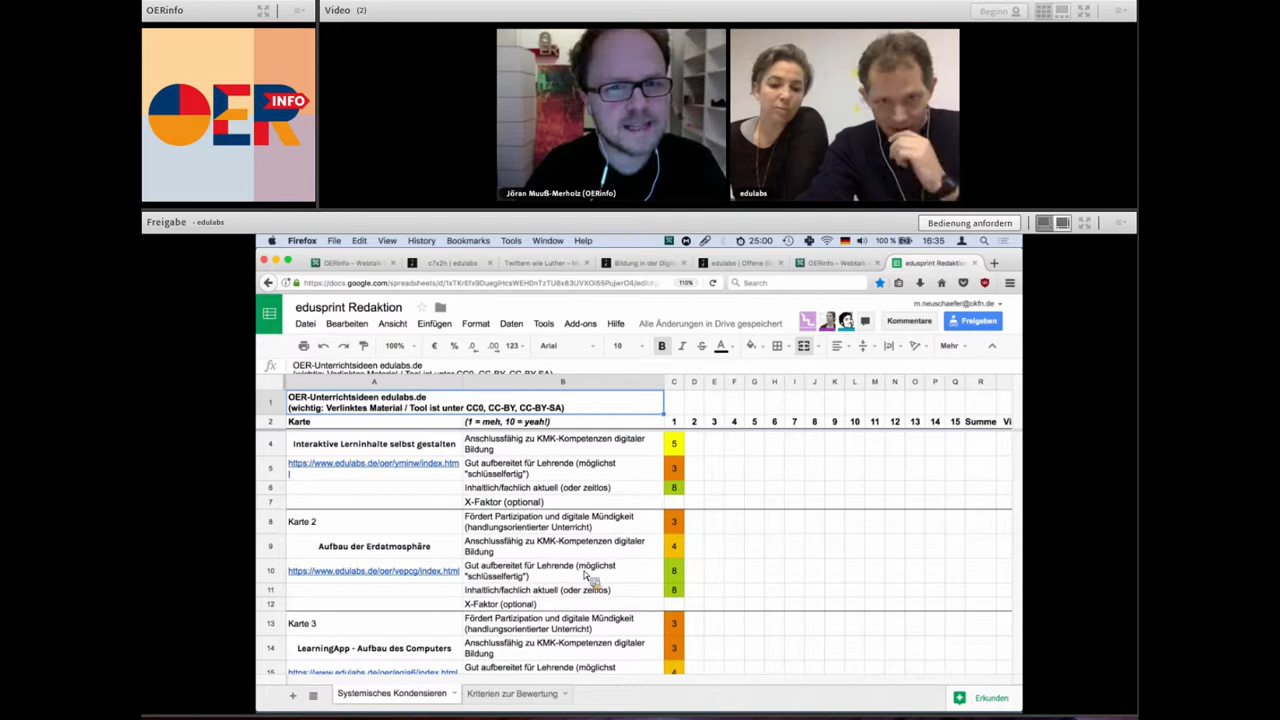 OERinfo
Video (2)
Beginn
OER INFO
Jöran Muuß-Merholz (OERinfo)
edulabs
Freigabe - edulabs
Bedienung anfordern
Firefox File Edit View History Bookmarks Tools Window Help
25:00
100 %
16:35
OERinfo – Webtalk
c7x2h | edulabs
Twittern wie Luther – M
Bildung in der Digita
edulabs | Offene B
OERinfo – Webtalk
edusprint Redaktion
110%
Search
edusprint Redaktion
m.neuschaefer@okfn.de
Datei Bearbeiten Ansicht Einfügen Format Daten Tools Add-ons Hilfe
Alle Änderungen in Drive gespeichert
Kommentare
Freigeben
100% € % .0 .00 123 Arial 10 B I S A Mehr
fx OER-Unterrichtsideen edulabs.de
A B C D E F G H I J K L M N O P Q R
1 OER-Unterrichtsideen edulabs.de
(wichtig: Verlinktes Material / Tool ist unter CC0, CC-BY, CC-BY-SA)
2 Karte (1 = meh, 10 = yeah!) 1 2 3 4 5 6 7 8 9 10 11 12 13 14 15 Summe Vi
4 Interaktive Lerninhalte selbst gestalten Anschlussfähig zu KMK-Kompetenzen digitaler 5
Bildung
5 https://www.edulabs.de/oer/yminw/index.htm Gut aufbereitet für Lehrende (möglichst 3
l "schlüsselfertig")
6 Inhaltlich/fachlich aktuell (oder zeitlos) 8
7 X-Faktor (optional)
8 Karte 2 Fördert Partizipation und digitale Mündigkeit 3
(handlungsorientierter Unterricht)
9 Aufbau der Erdatmosphäre Anschlussfähig zu KMK-Kompetenzen digitaler 4
Bildung
10 https://www.edulabs.de/oer/vepcg/index.html Gut aufbereitet für Lehrende (möglichst 8
"schlüsselfertig")
11 Inhaltlich/fachlich aktuell (oder zeitlos) 8
12 X-Faktor (optional)
13 Karte 3 Fördert Partizipation und digitale Mündigkeit 3
(handlungsorientierter Unterricht)
14 LearningApp - Aufbau des Computers Anschlussfähig zu KMK-Kompetenzen digitaler 3
Bildung
15 Gut aufbereitet für Lehrende (möglichst 4
Systemisches Kondensieren
Kriterien zur Bewertung
Erkunden